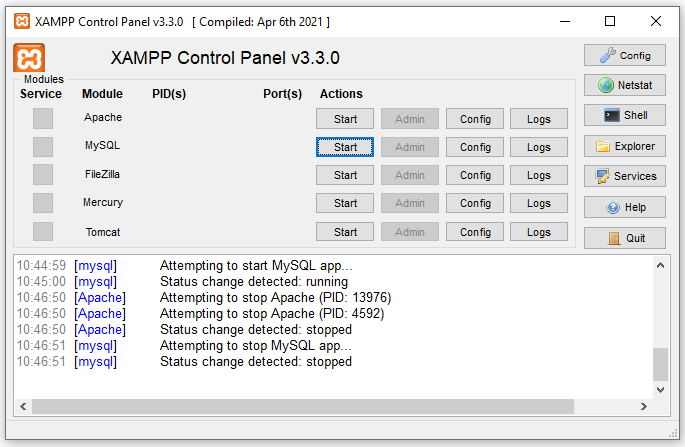 XAMPP Control Panel v3.3.0 [ Compiled: Apr 6th 2021 ]
XAMPP Control Panel v3.3.0
Config
Modules
Service Module PID(s) Port(s) Actions
Netstat
Apache Start Admin Config Logs
Shell
MySQL Start Admin Config Logs
Explorer
FileZilla Start Admin Config Logs
Services
Mercury Start Admin Config Logs
Help
Tomcat Start Admin Config Logs
Quit
10:44:59 [mysql] Attempting to start MySQL app...
10:45:00 [mysql] Status change detected: running
10:46:50 [Apache] Attempting to stop Apache (PID: 13976)
10:46:50 [Apache] Attempting to stop Apache (PID: 4592)
10:46:50 [Apache] Status change detected: stopped
10:46:51 [mysql] Attempting to stop MySQL app...
10:46:51 [mysql] Status change detected: stopped